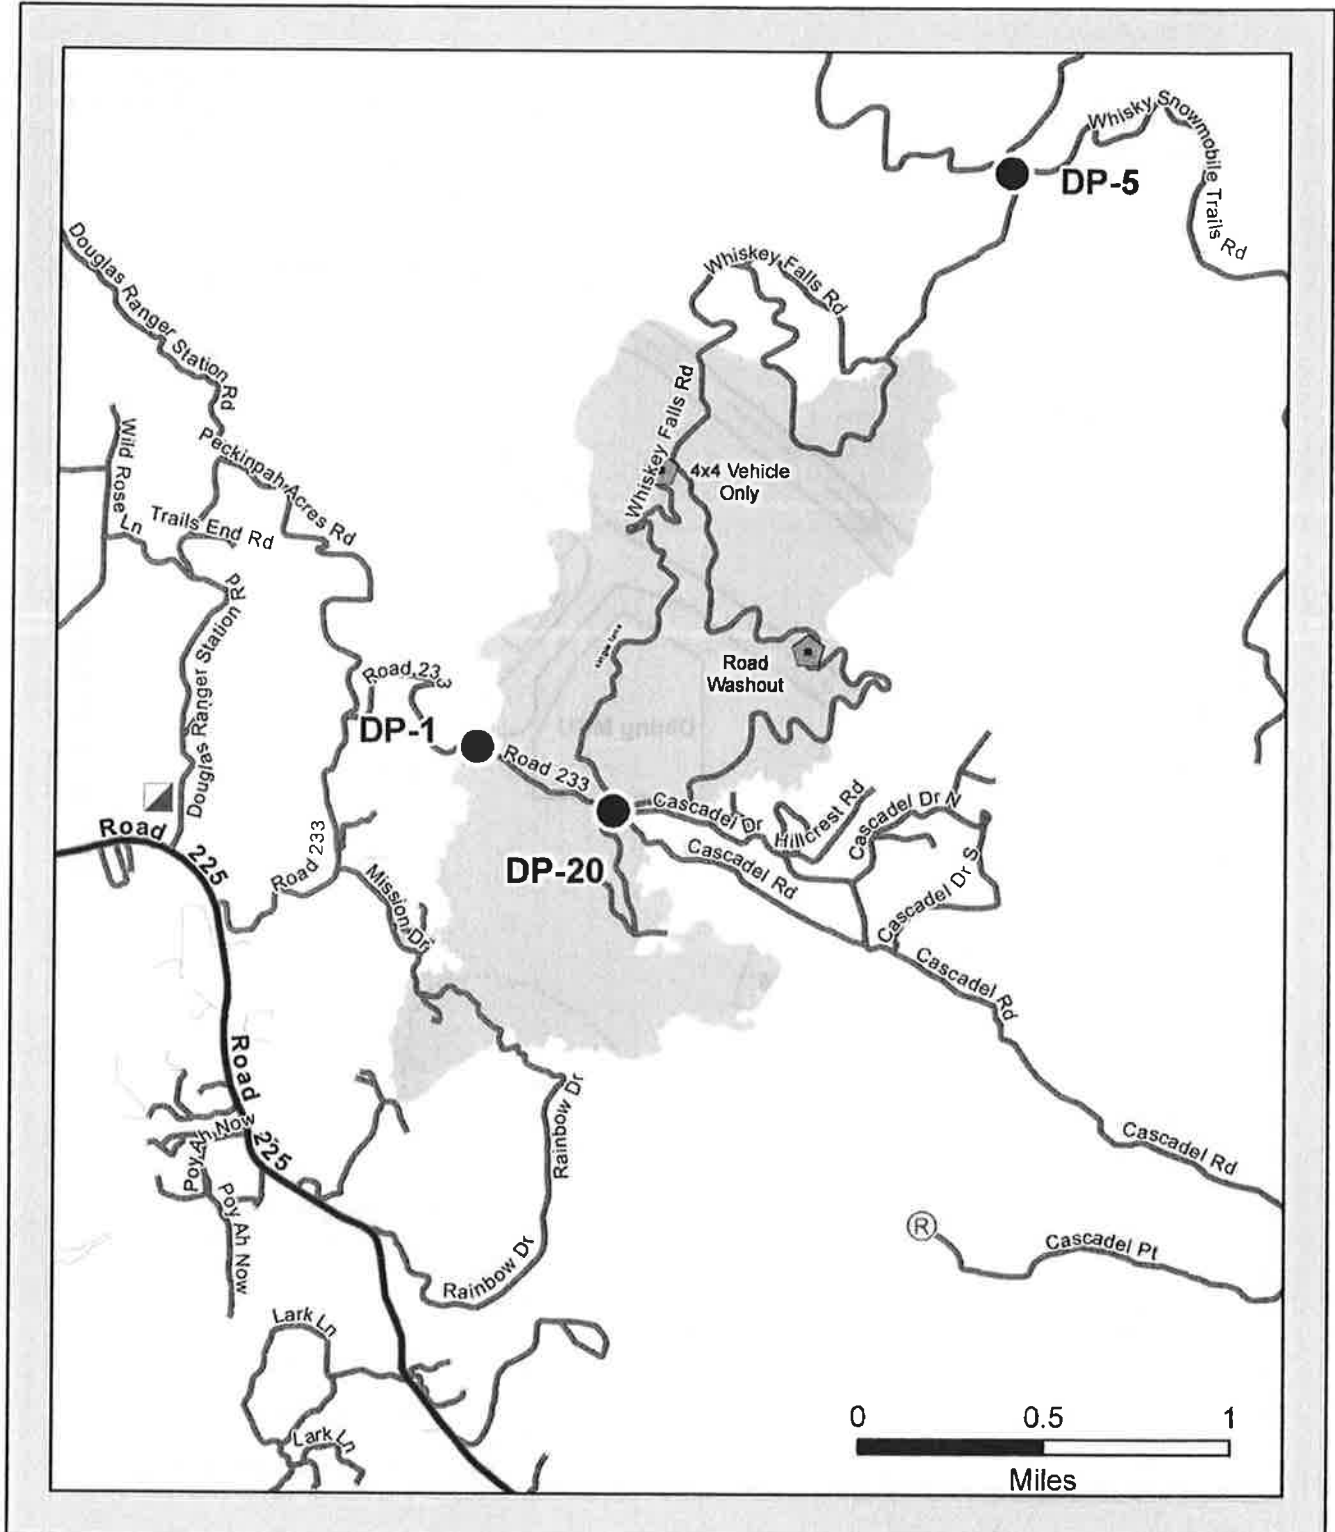 Whisky Snowmobile Trails Rd
DP-5
Douglas Ranger Station Rd
Whiskey Falls Rd
Whiskey Falls Rd
4x4 Vehicle
Only
Peckinpah Acres Rd
Wild Rose Ln
Trails End Rd
Douglas Ranger Station Rd
single lane
Road
Washout
Road 233
DP-1
Road 233
Cascadel Dr
Hillcrest Rd
Cascadel Dr N
Road 225
Road 233
DP-20
Cascadel Rd
Cascadel Dr S
Mission Dr
Cascadel Rd
Road 225
Rainbow Dr
Rainbow Dr
Poy Ah Now
Poy Ah Now
Cascadel Rd
R
Cascadel Pt
Rainbow Dr
Lark Ln
Lark Ln
0 0.5 1
Miles